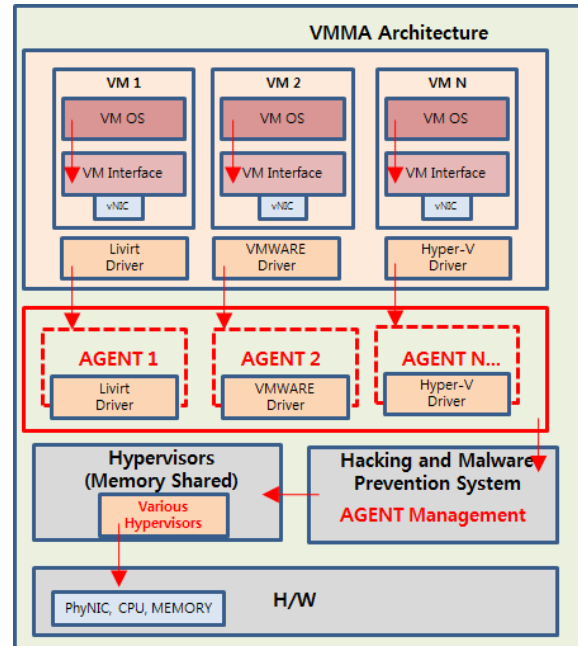 VMMA Architecture
VM 1
VM OS
VM Interface
vNIC
Livirt
Driver
VM 2
VM OS
VM Interface
vNIC
VMWARE
Driver
VM N
VM OS
VM Interface
vNIC
Hyper-V
Driver
AGENT 1
Livirt
Driver
AGENT 2
VMWARE
Driver
AGENT N...
Hyper-V
Driver
Hypervisors
(Memory Shared)
Various
Hypervisors
Hacking and Malware
Prevention System
AGENT Management
H/W
PhyNIC, CPU, MEMORY